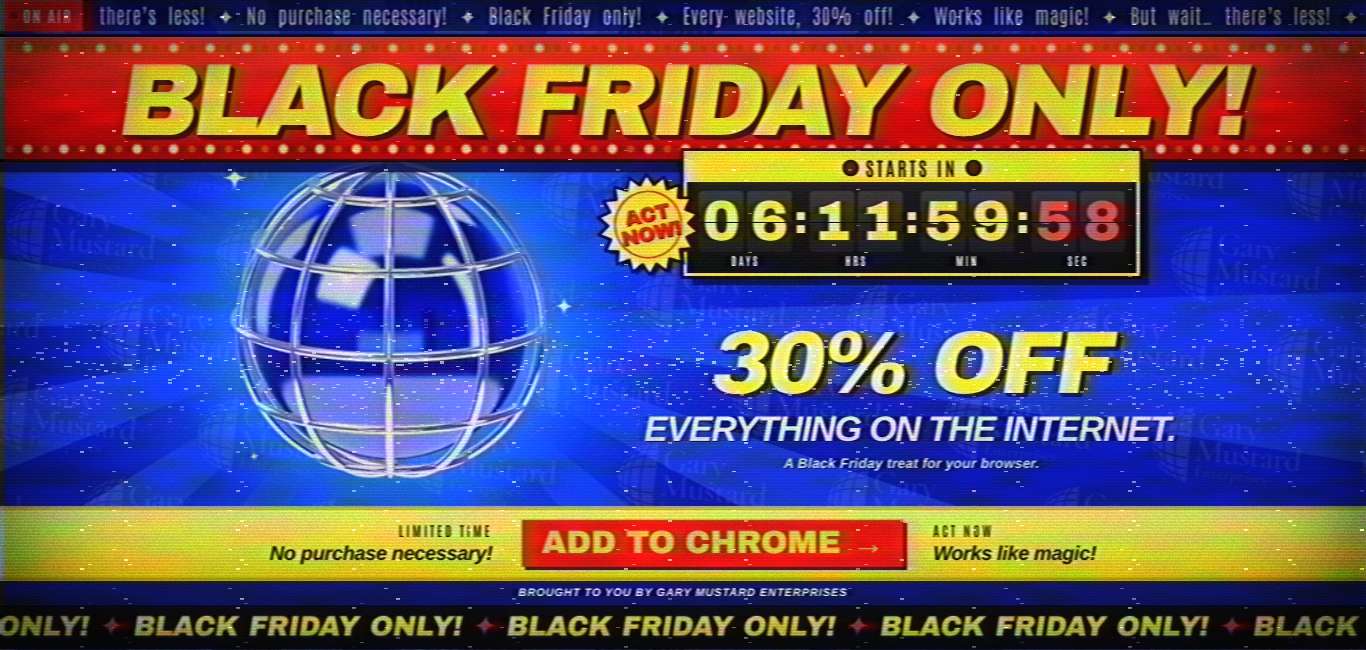 ON AIR there's less! ✦ No purchase necessary! ✦ Black Friday only! ✦ Every website, 30% off! ✦ Works like magic! ✦ But wait… there's less! ✦
BLACK FRIDAY ONLY!
STARTS IN
ACT
NOW!
06:11:59:58
DAYS HRS MIN SEC
30% OFF
EVERYTHING ON THE INTERNET.
A Black Friday treat for your browser.
LIMITED TIME
No purchase necessary!
ADD TO CHROME →
ACT NOW
Works like magic!
BROUGHT TO YOU BY GARY MUSTARD ENTERPRISES
ONLY! ✦ BLACK FRIDAY ONLY! ✦ BLACK FRIDAY ONLY! ✦ BLACK FRIDAY ONLY! ✦ BLACK
Gary
Mustard